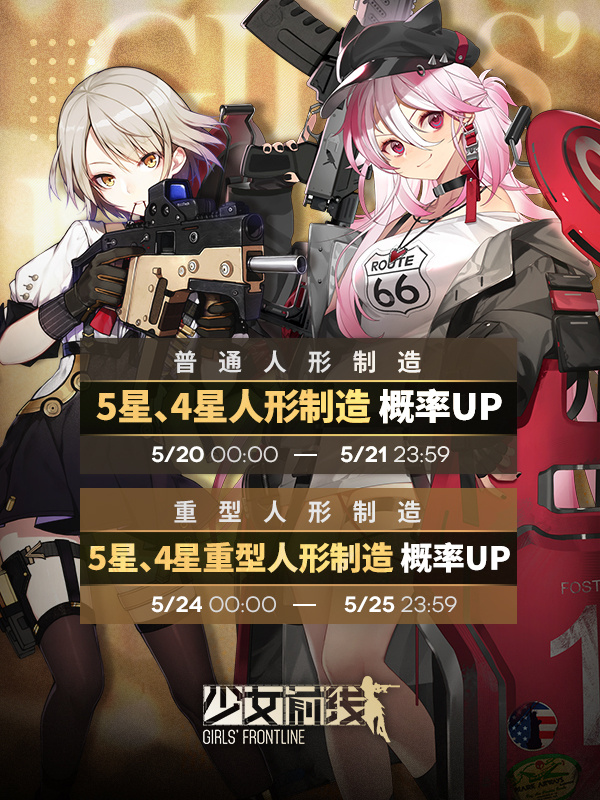 GIRLS'
ROUTE
66
普通人形制造
5星、4星人形制造 概率UP
5/20 00:00 — 5/21 23:59
重型人形制造
5星、4星重型人形制造 概率UP
5/24 00:00 — 5/25 23:59
FOST
1
少女前线
GIRLS' FRONTLINE